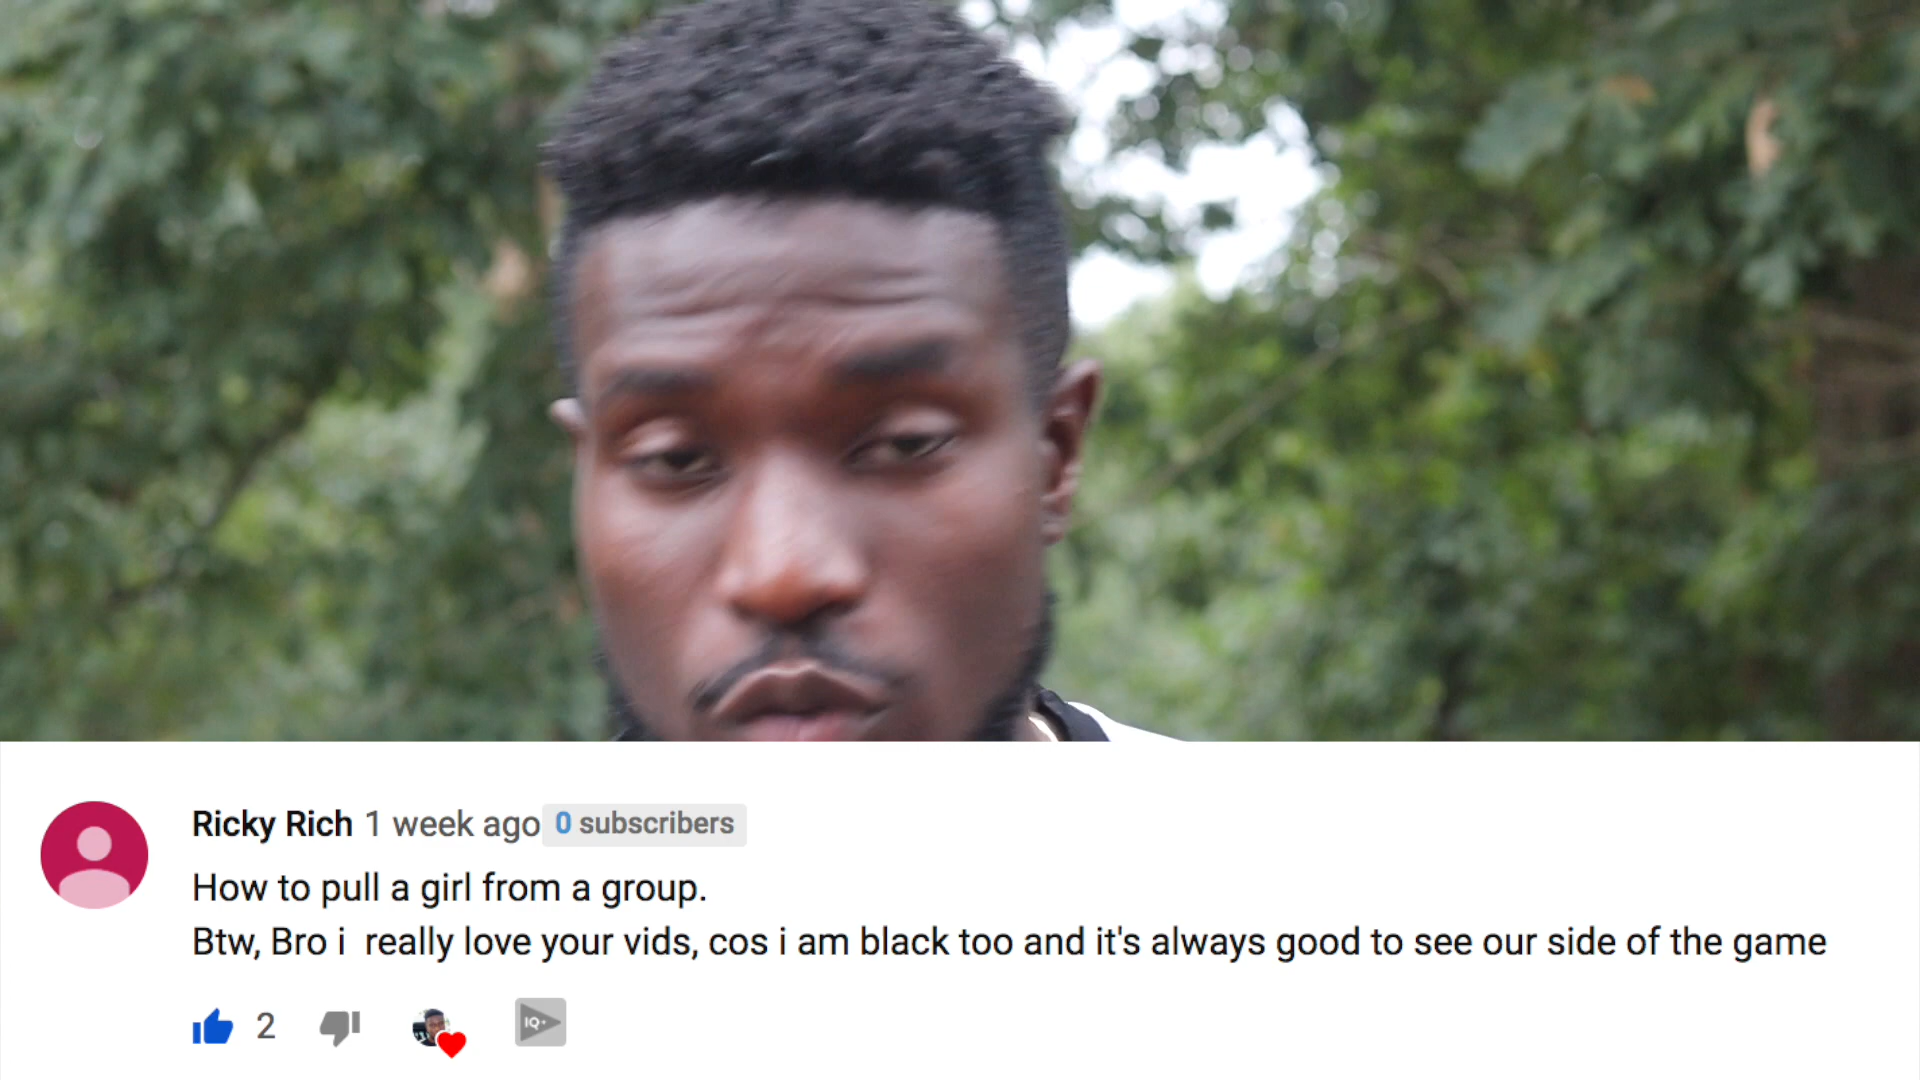 Ricky Rich 1 week ago 0 subscribers
How to pull a girl from a group.
Btw, Bro i  really love your vids, cos i am black too and it's always good to see our side of the game
2
IQ+